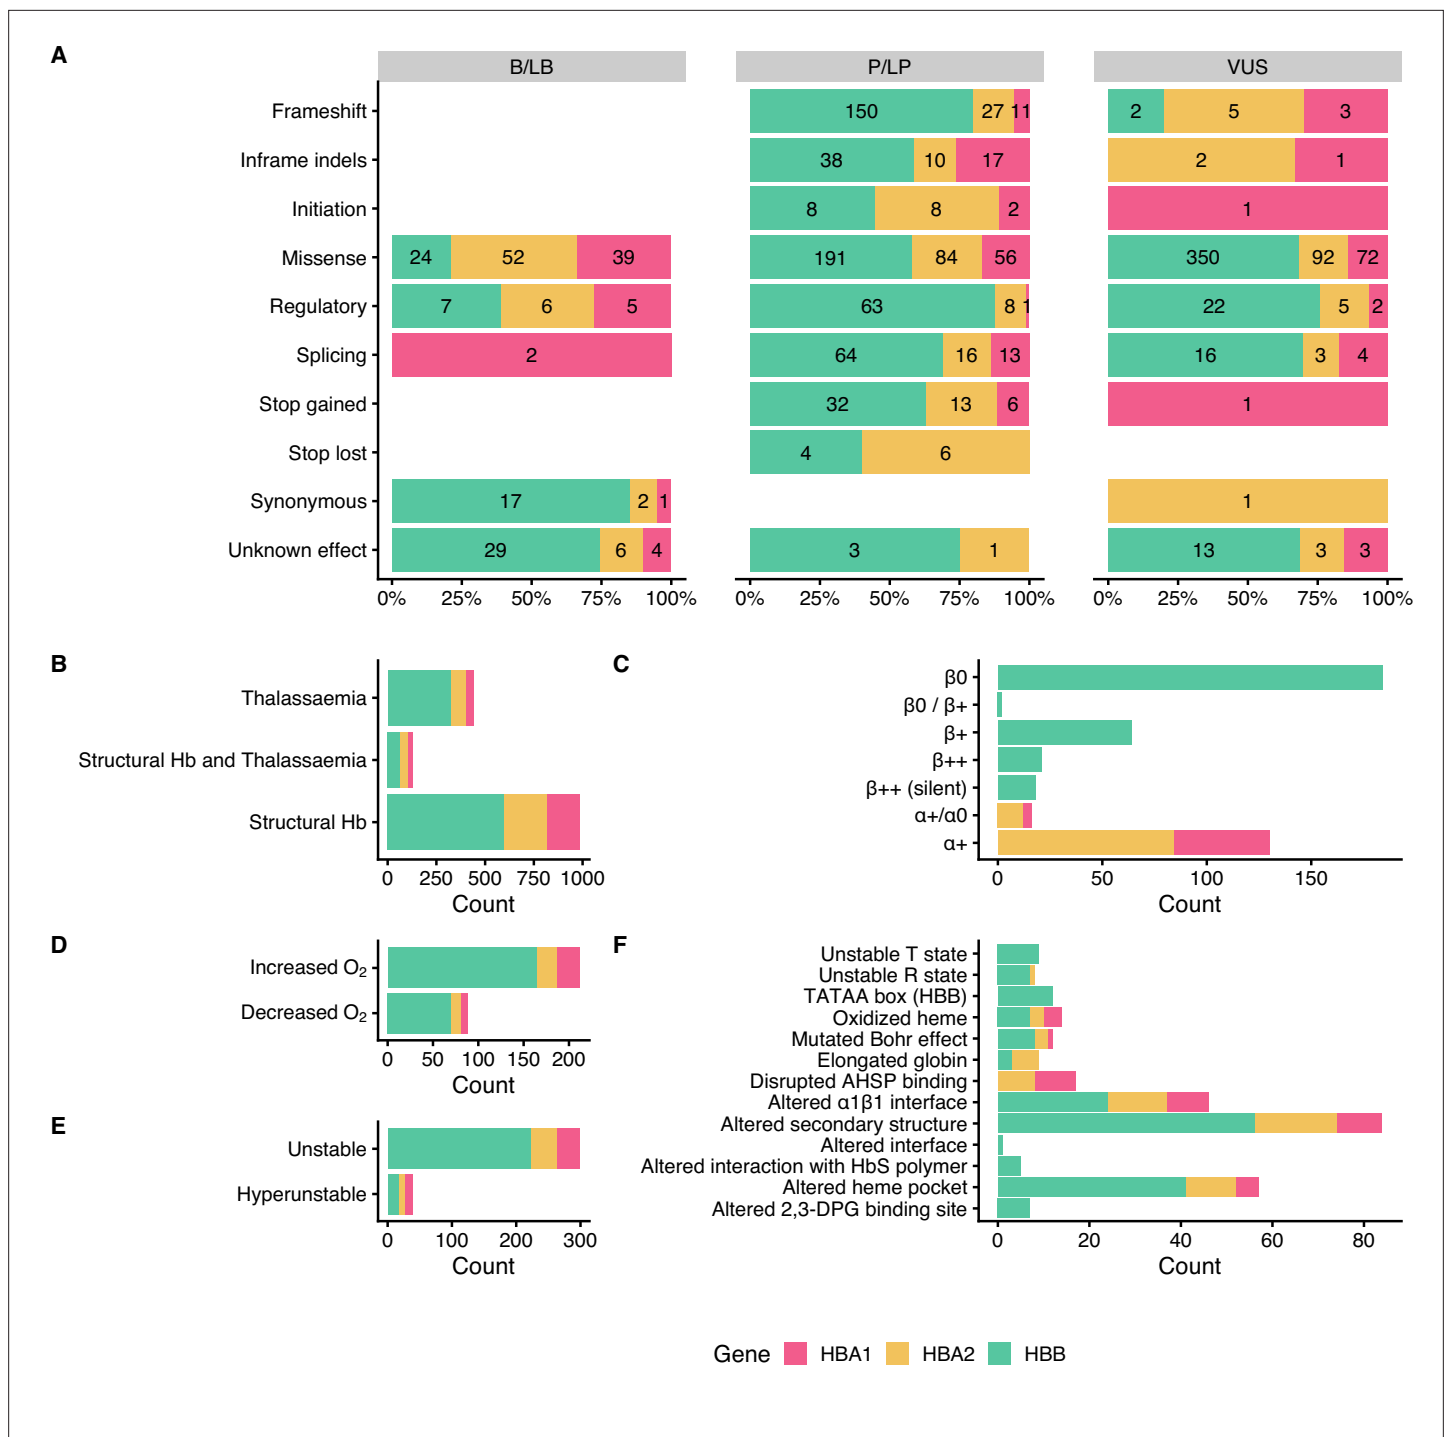 A
B/LB P/LP VUS
Frameshift 150 27 11 2 5 3
Inframe indels 38 10 17 2 1
Initiation 8 8 2 1
Missense 24 52 39 191 84 56 350 92 72
Regulatory 7 6 5 63 8 1 22 5 2
Splicing 2 64 16 13 16 3 4
Stop gained 32 13 6 1
Stop lost 4 6
Synonymous 17 2 1 1
Unknown effect 29 6 4 3 1 13 3 3
0% 25% 50% 75% 100% 0% 25% 50% 75% 100% 0% 25% 50% 75% 100%
B
Thalassaemia
Structural Hb and Thalassaemia
Structural Hb
0 250 500 750 1000
Count
C
β0
β0 / β+
β+
β++
β++ (silent)
α+/α0
α+
0 50 100 150
Count
D
Increased O₂
Decreased O₂
0 50 100 150 200
Count
E
Unstable
Hyperunstable
0 100 200 300
Count
F
Unstable T state
Unstable R state
TATAA box (HBB)
Oxidized heme
Mutated Bohr effect
Elongated globin
Disrupted AHSP binding
Altered α1β1 interface
Altered secondary structure
Altered interface
Altered interaction with HbS polymer
Altered heme pocket
Altered 2,3-DPG binding site
0 20 40 60 80
Count
Gene HBA1 HBA2 HBB